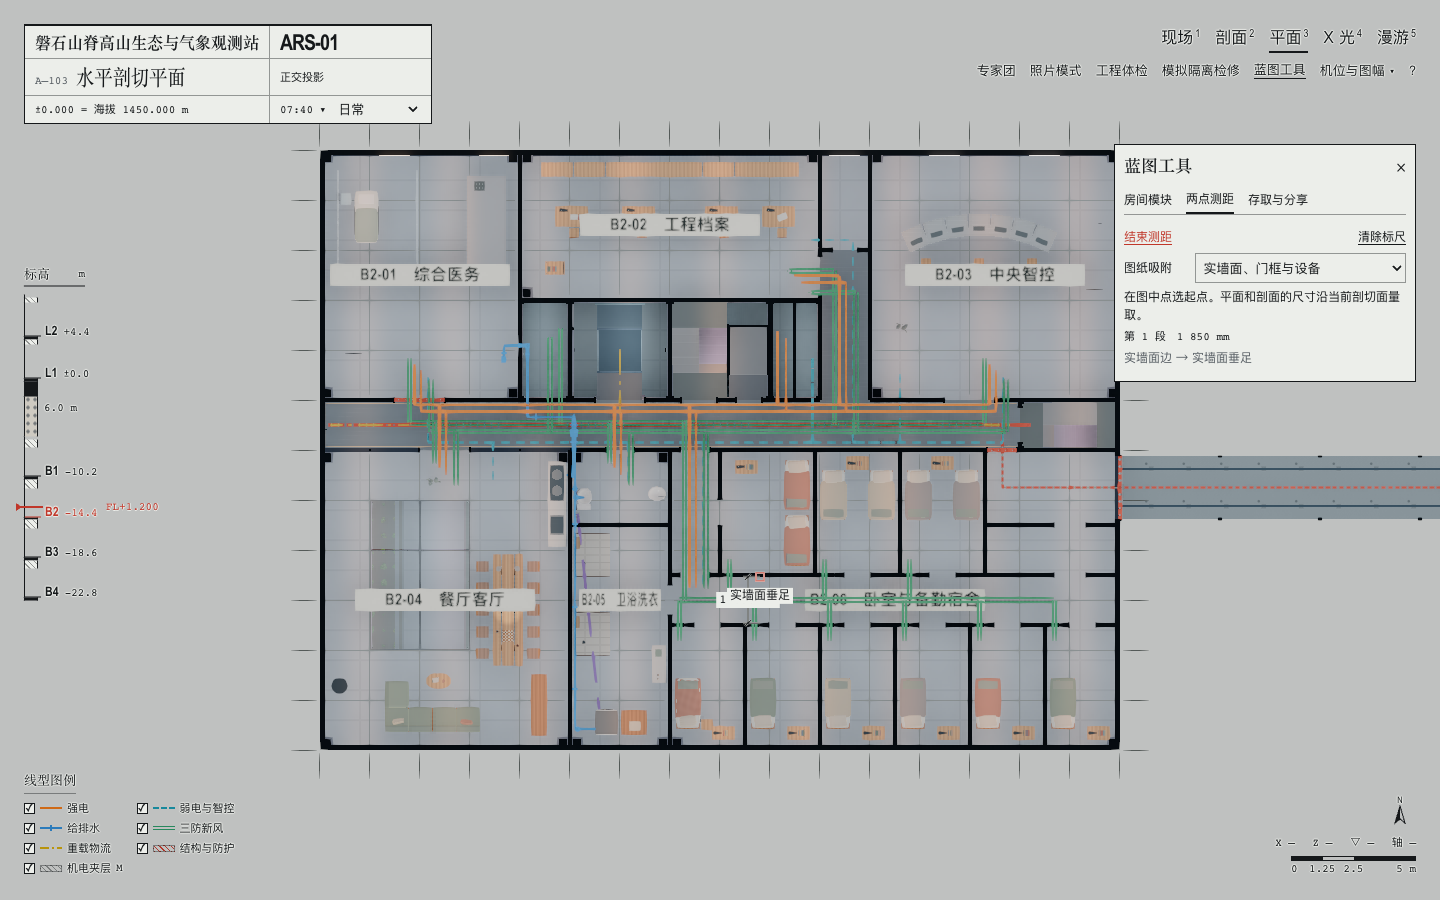 磐石山脊高山生态与气象观测站 ARS-01
A—103 水平剖切平面 正交投影
±0.000 = 海拔 1450.000 m 07:40 ▾ 日常
现场1 剖面2 平面3 X 光4 漫游5
专家团 照片模式 工程体检 模拟隔离检修 蓝图工具 机位与图幅 ▾ ?
蓝图工具 ×
房间模块 两点测距 存取与分享
结束测距 清除标尺
图纸吸附 实墙面、门框与设备
在图中点选起点。平面和剖面的尺寸沿当前剖切面量
取。
第 1 段 1 850 mm
实墙面边 → 实墙面垂足
标高 m
L2 +4.4
L1 ±0.0
6.0 m
B1 -10.2
B2 -14.4 FL+1.200
B3 -18.6
B4 -22.8
B2-01 综合医务
B2-02 工程档案
B2-03 中央智控
B2-04 餐厅客厅
B2-05 卫浴洗衣
1 实墙面垂足
线型图例
强电 弱电与智控
给排水 三防新风
重载物流 结构与防护
机电夹层 M
N
X — Z — ▽ — 轴 —
0 1.25 2.5 5 m